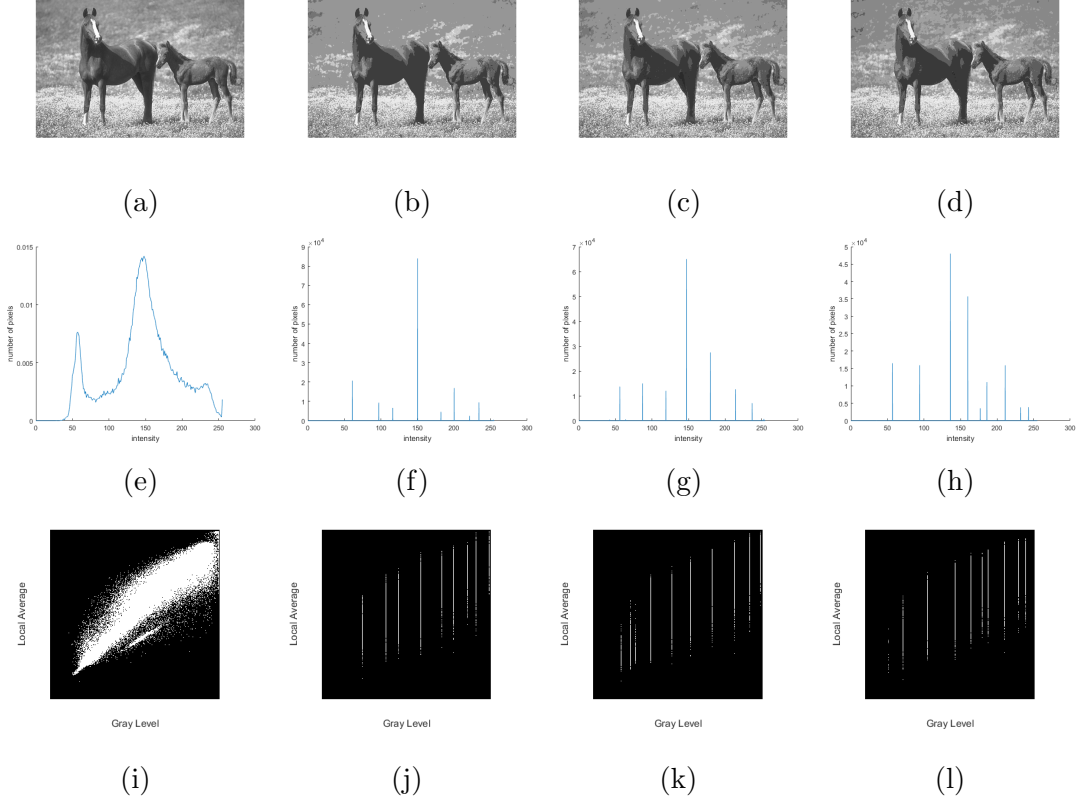 (a) (b) (c) (d)
0.015
0.01
0.005
0
number of pixels
0 50 100 150 200 250 300
intensity
×10⁴
9
8
7
6
5
4
3
2
1
0
number of pixels
0 50 100 150 200 250 300
intensity
×10⁴
7
6
5
4
3
2
1
0
number of pixels
0 50 100 150 200 250 300
intensity
×10⁴
5
4.5
4
3.5
3
2.5
2
1.5
1
0.5
0
number of pixels
0 50 100 150 200 250 300
intensity
(e) (f) (g) (h)
Local Average
Gray Level
Local Average
Gray Level
Local Average
Gray Level
Local Average
Gray Level
(i) (j) (k) (l)